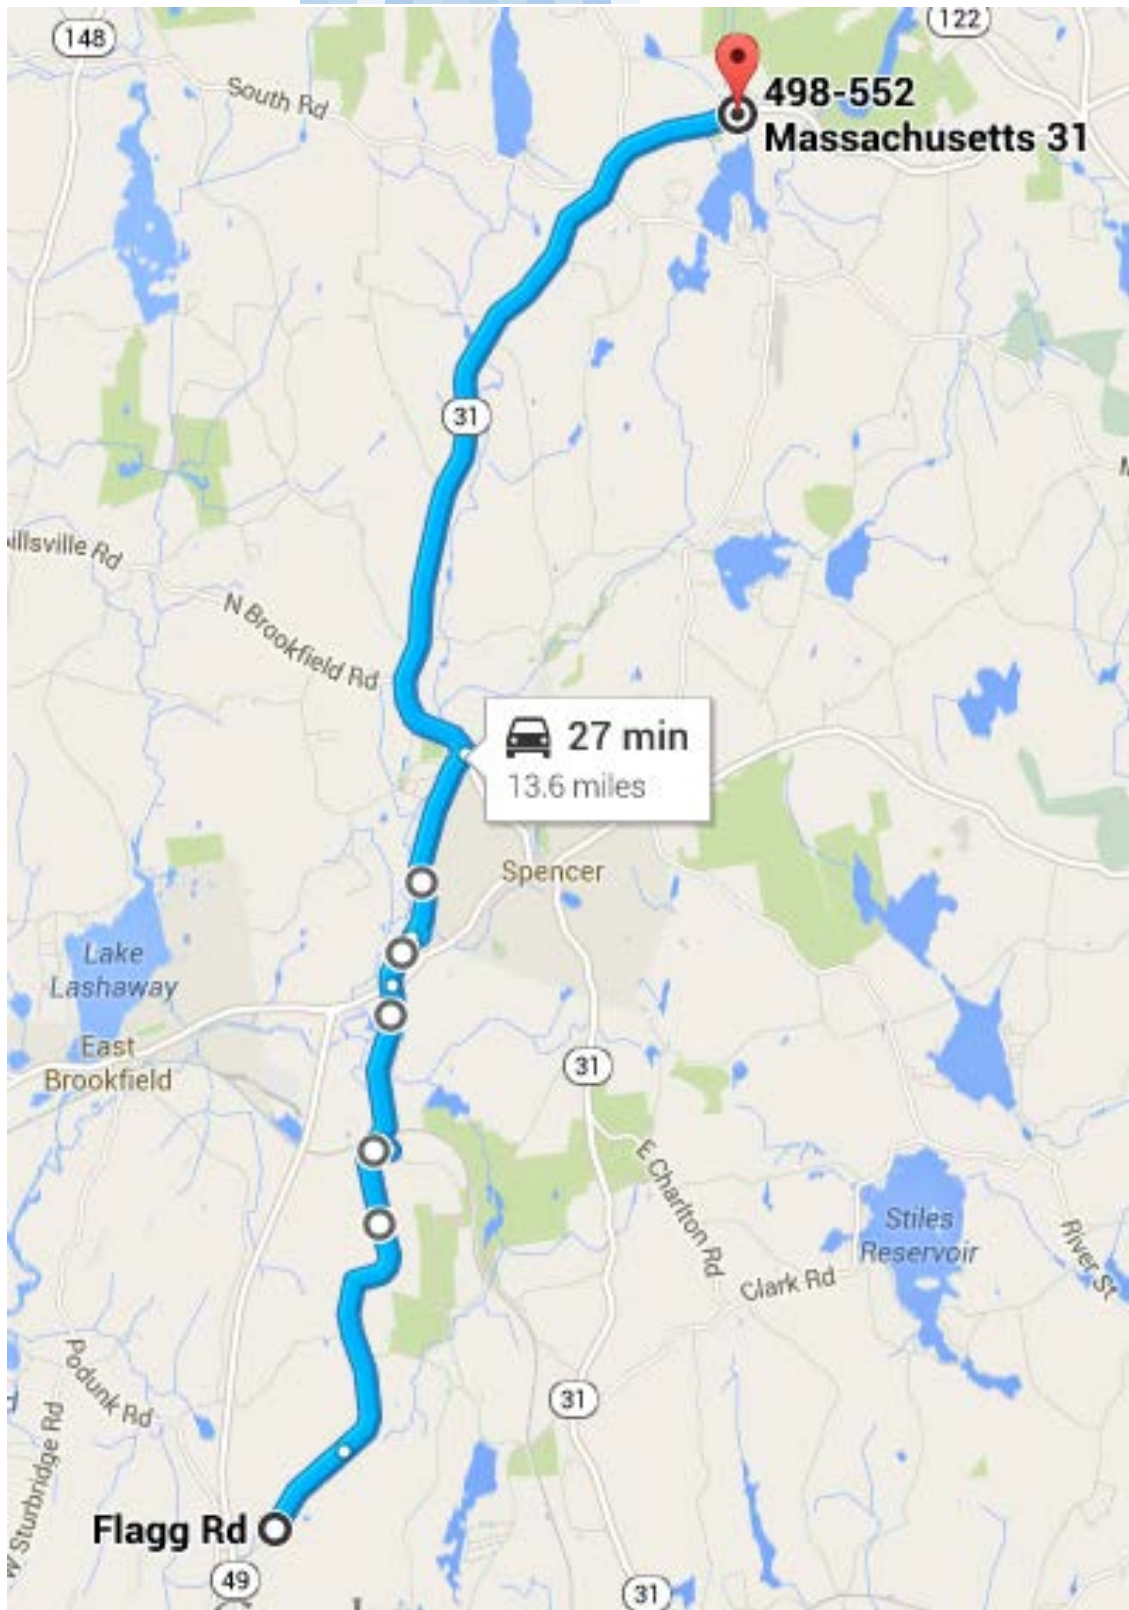 148
122
498-552
Massachusetts 31
South Rd
31
N Brookfield Rd
27 min
13.6 miles
Spencer
Lake
Lashaway
East
Brookfield
31
E Charlton Rd
Stiles
Reservoir
River St
Clark Rd
Podunk Rd
31
W Sturbridge Rd
Flagg Rd
49
31